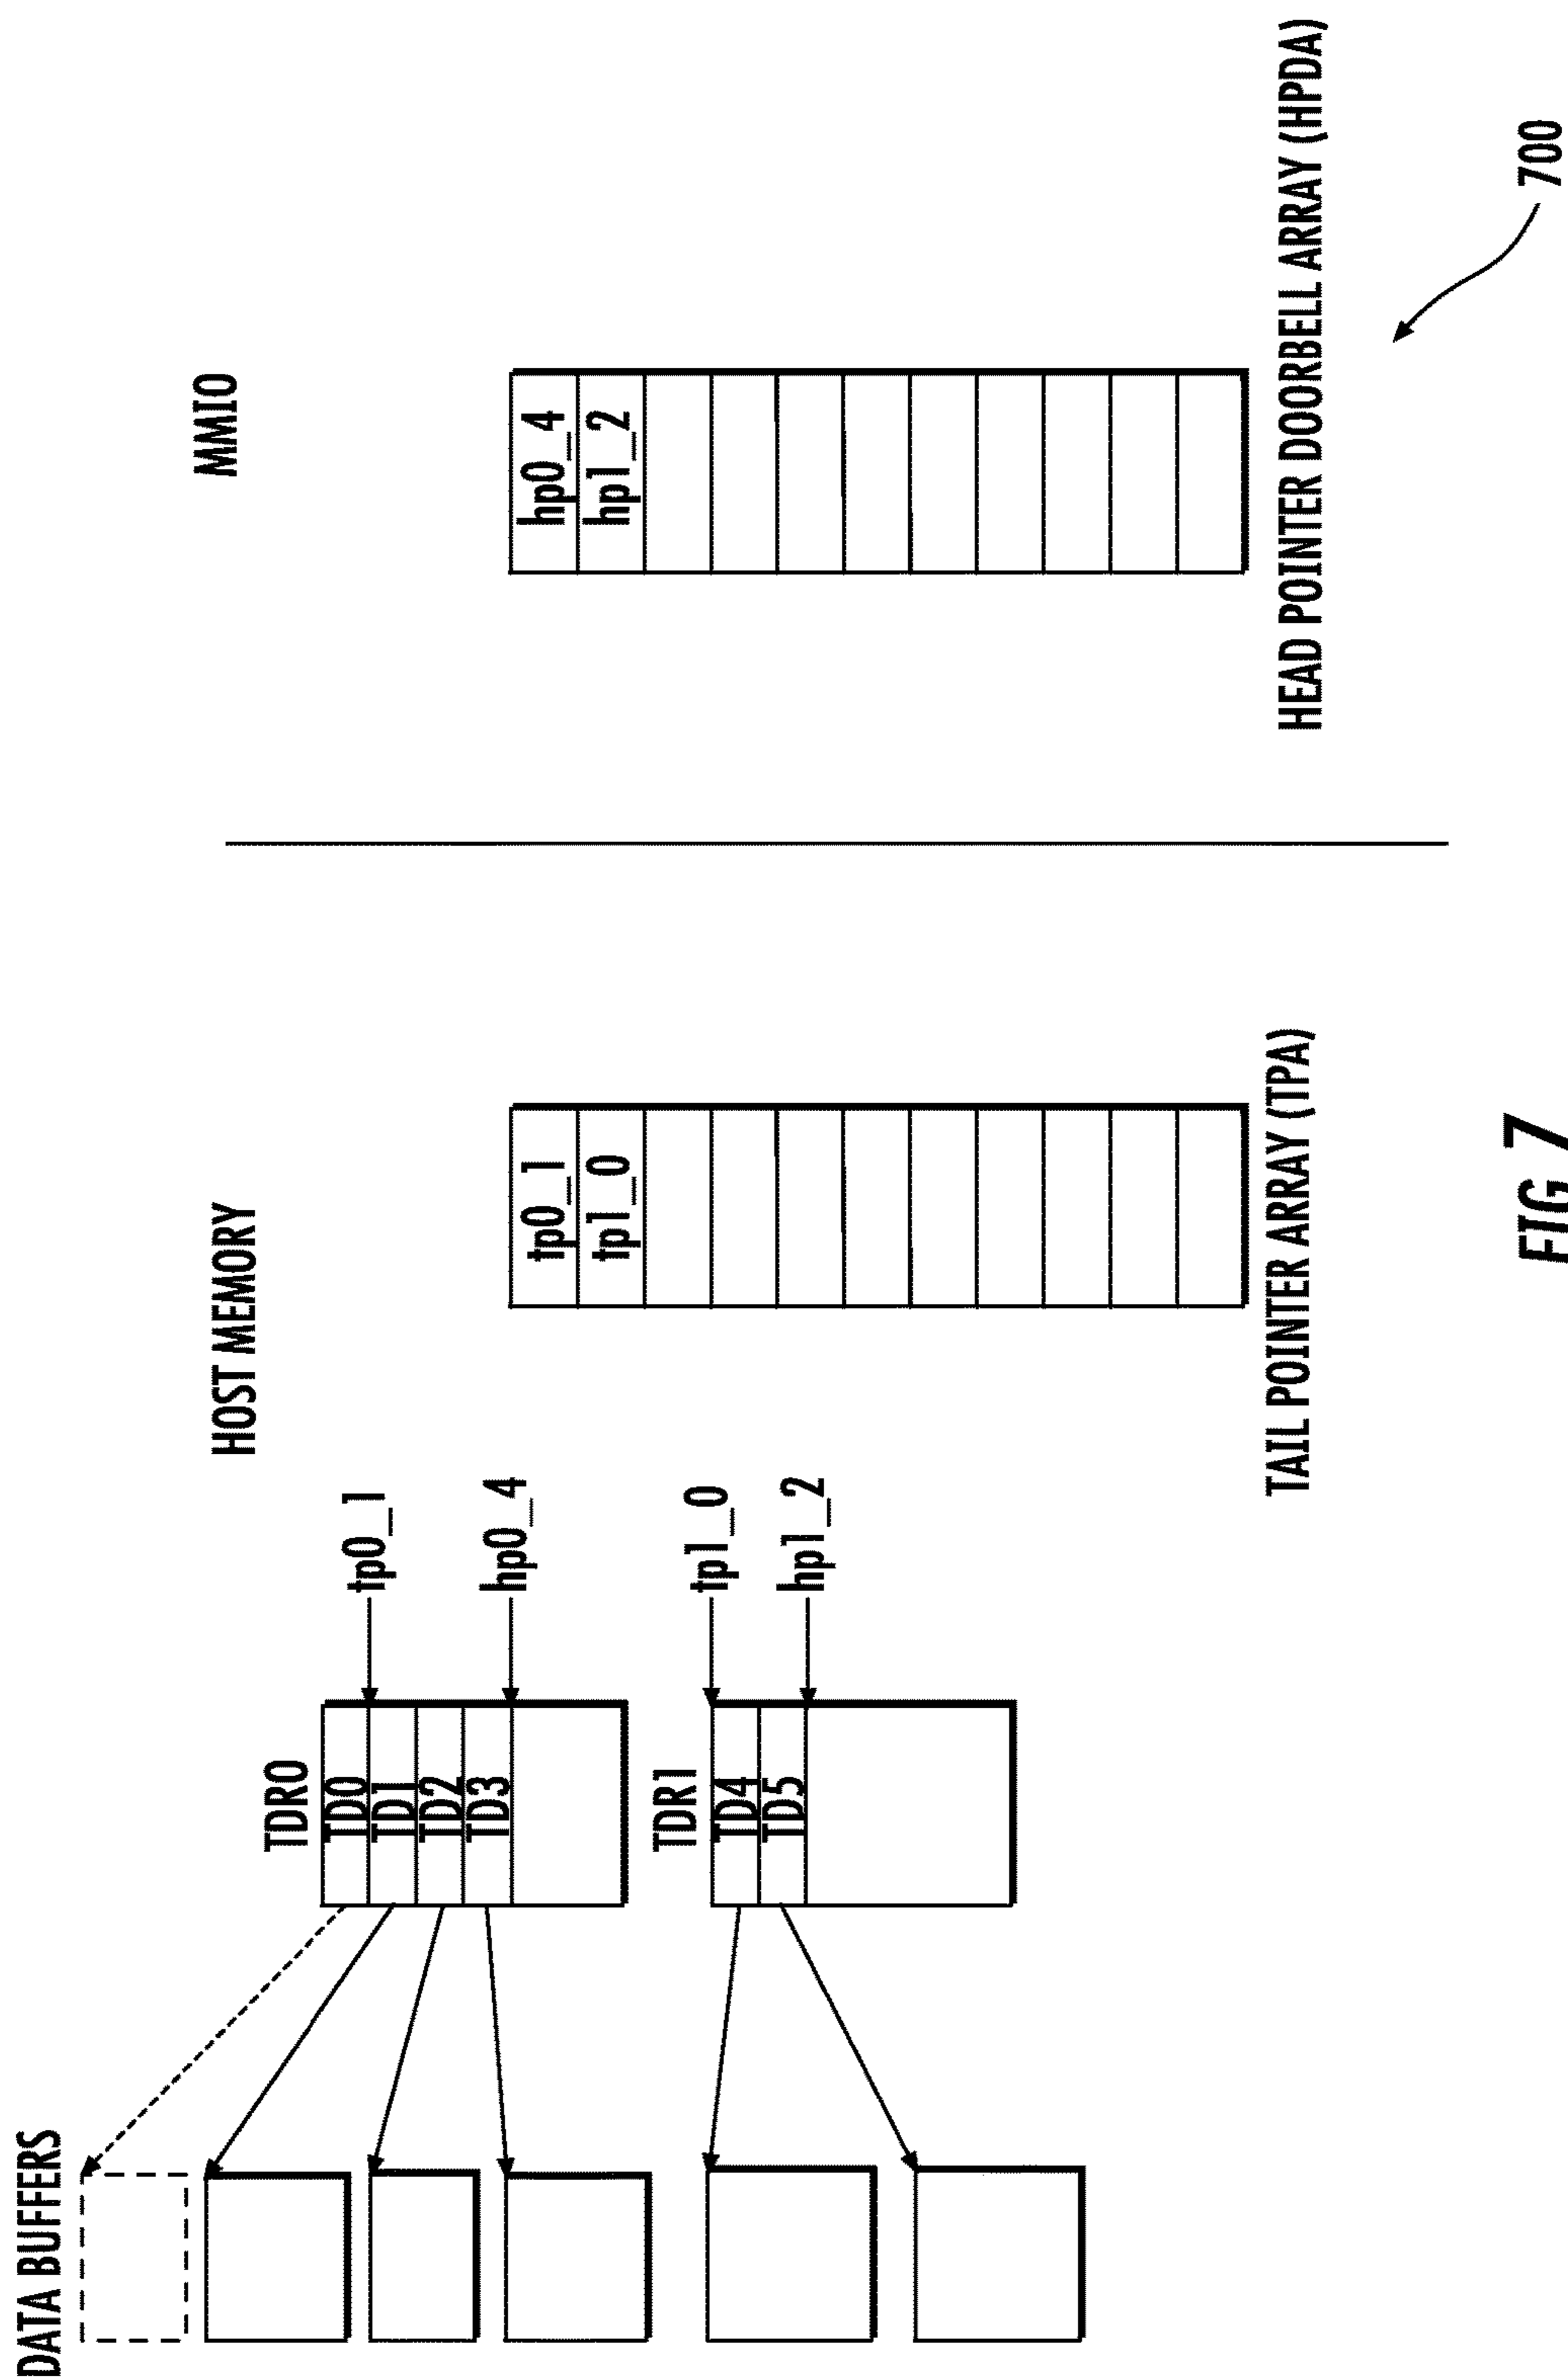 DATA BUFFERS
HOST MEMORY
MMIO
TDR0
TD0
TD1
TD2
TD3
tp0_1
hp0_4
TDR1
TD4
TD5
tp1_0
hp1_2
tp0_1
tp1_0
TAIL POINTER ARRAY (TPA)
hp0_4
hp1_2
HEAD POINTER DOORBELL ARRAY (HPDA)
700
FIG 7